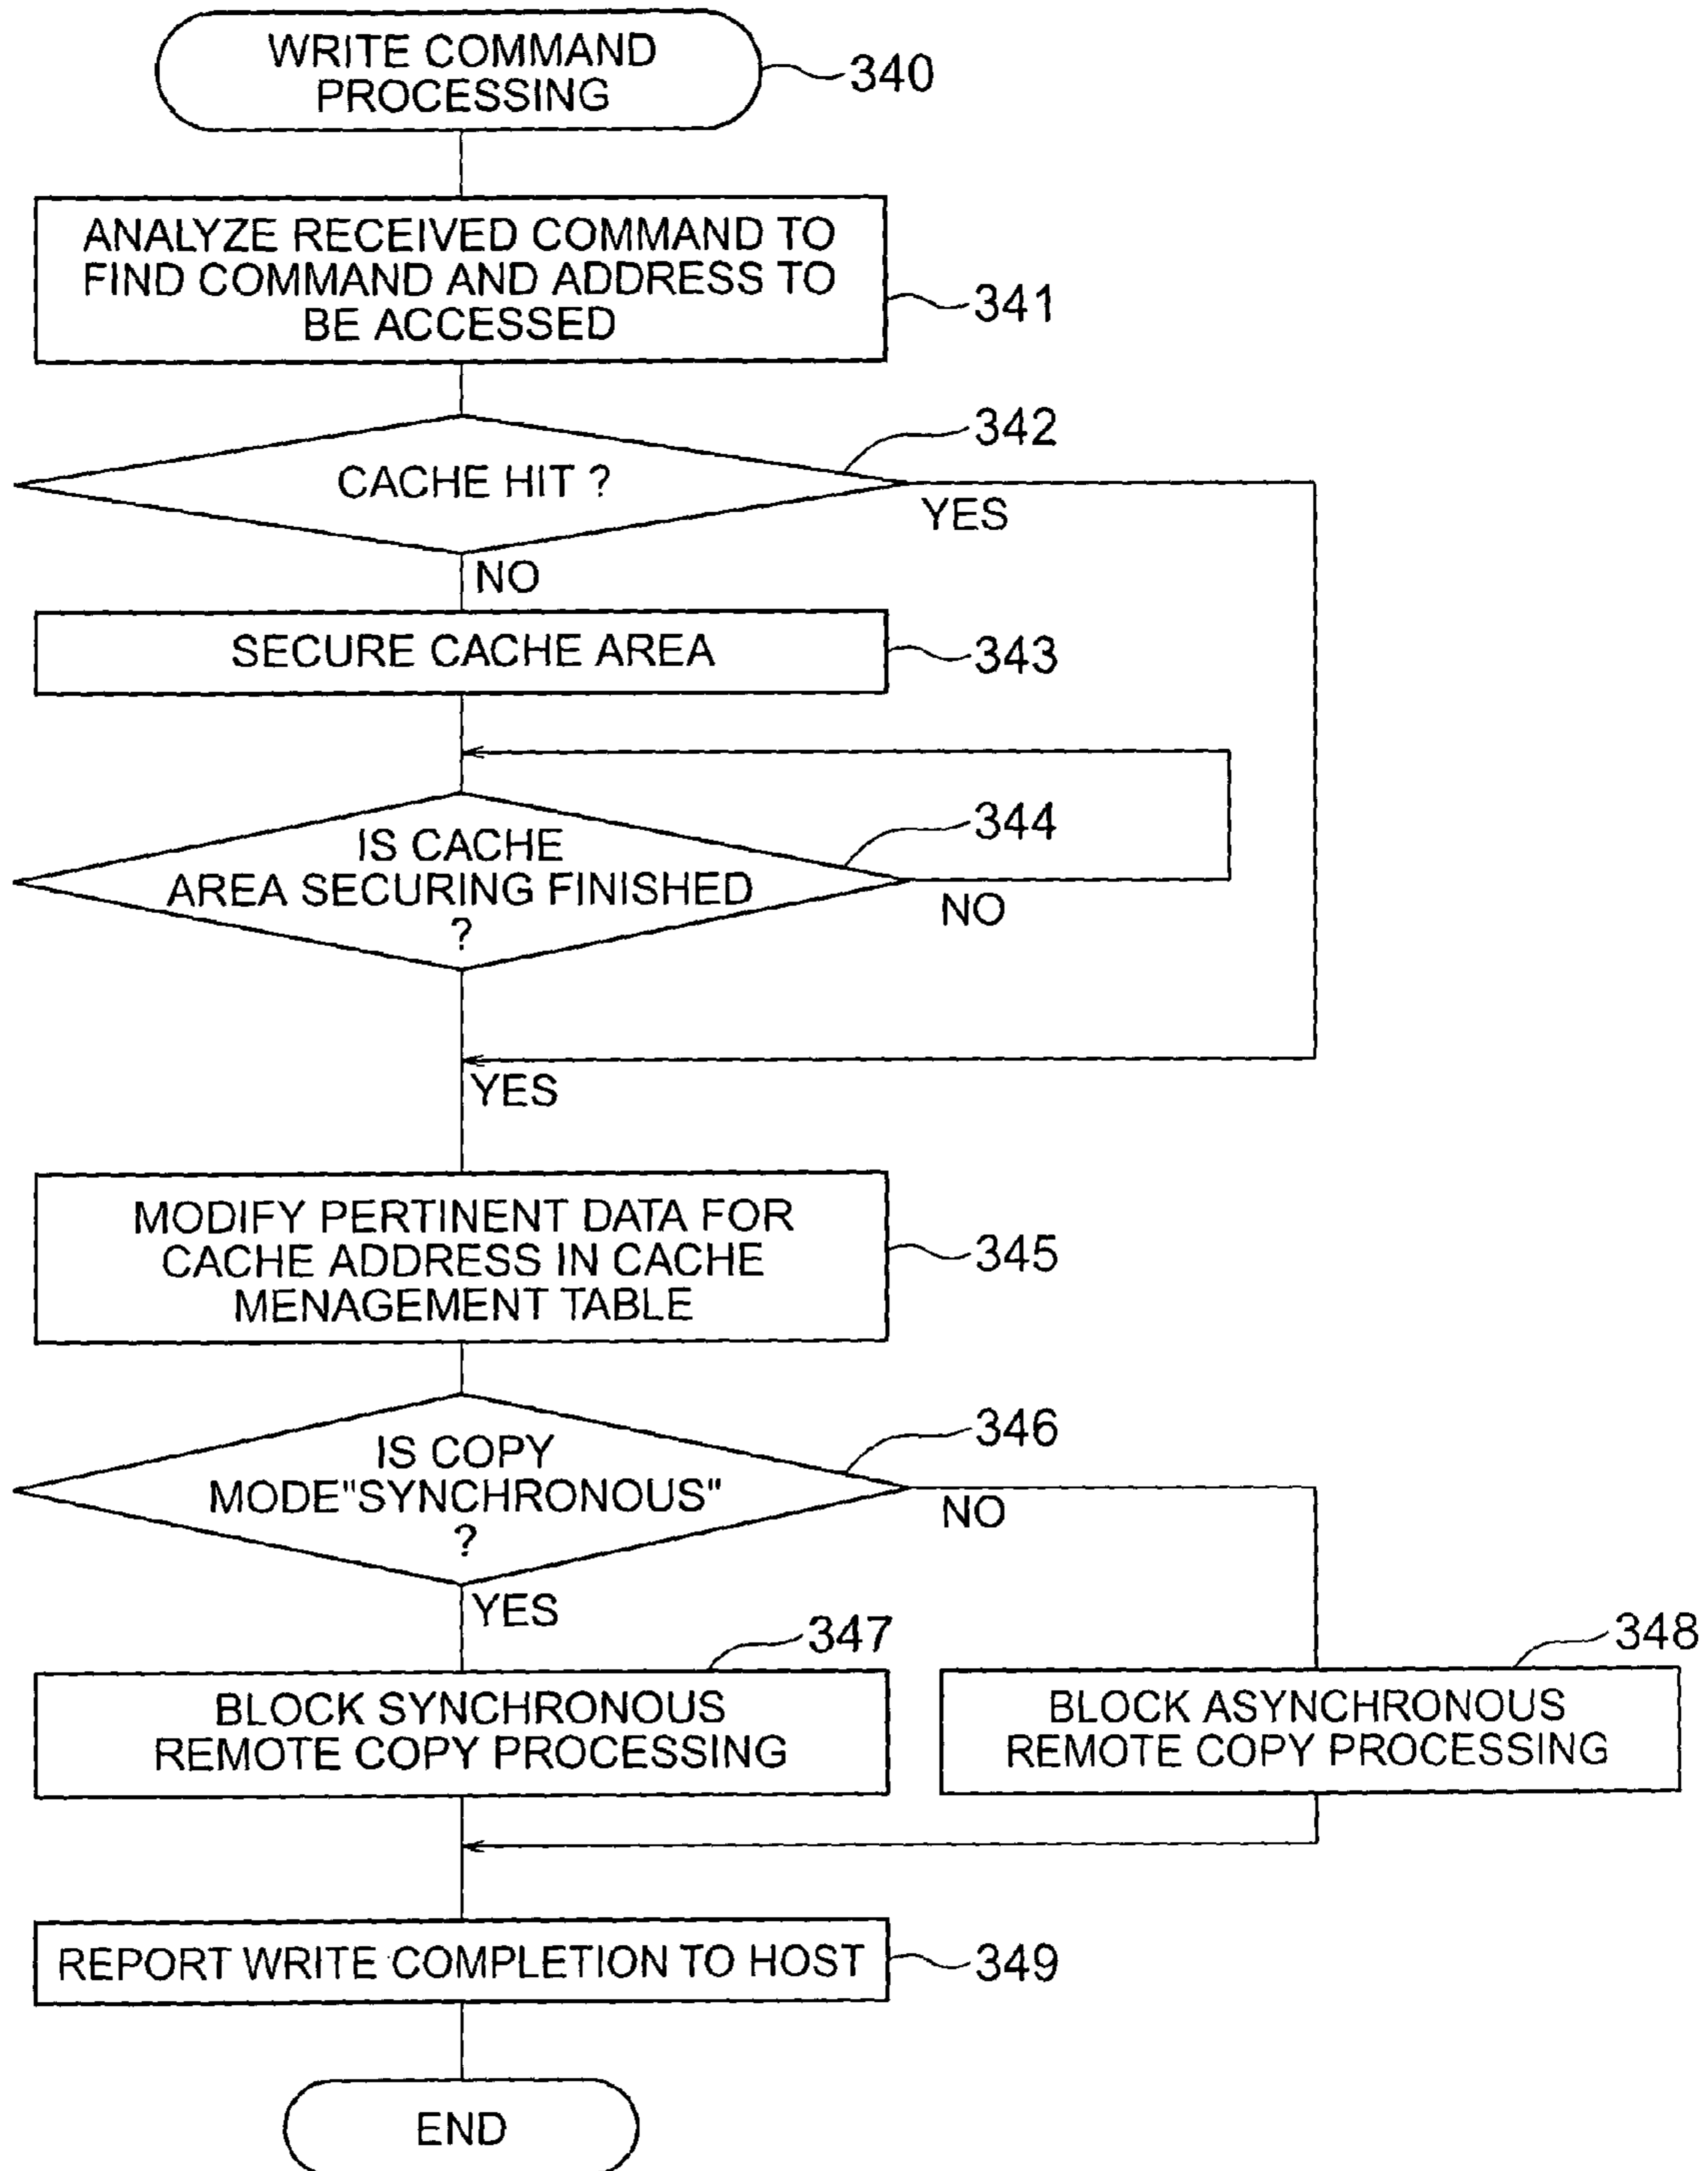 WRITE COMMAND
PROCESSING
340
ANALYZE RECEIVED COMMAND TO
FIND COMMAND AND ADDRESS TO
BE ACCESSED
341
342
CACHE HIT ?
YES
NO
SECURE CACHE AREA
343
344
IS CACHE
AREA SECURING FINISHED
?
NO
YES
MODIFY PERTINENT DATA FOR
CACHE ADDRESS IN CACHE
MENAGEMENT TABLE
345
346
IS COPY
MODE"SYNCHRONOUS"
?
NO
YES
347
BLOCK SYNCHRONOUS
REMOTE COPY PROCESSING
348
BLOCK ASYNCHRONOUS
REMOTE COPY PROCESSING
REPORT WRITE COMPLETION TO HOST
349
END